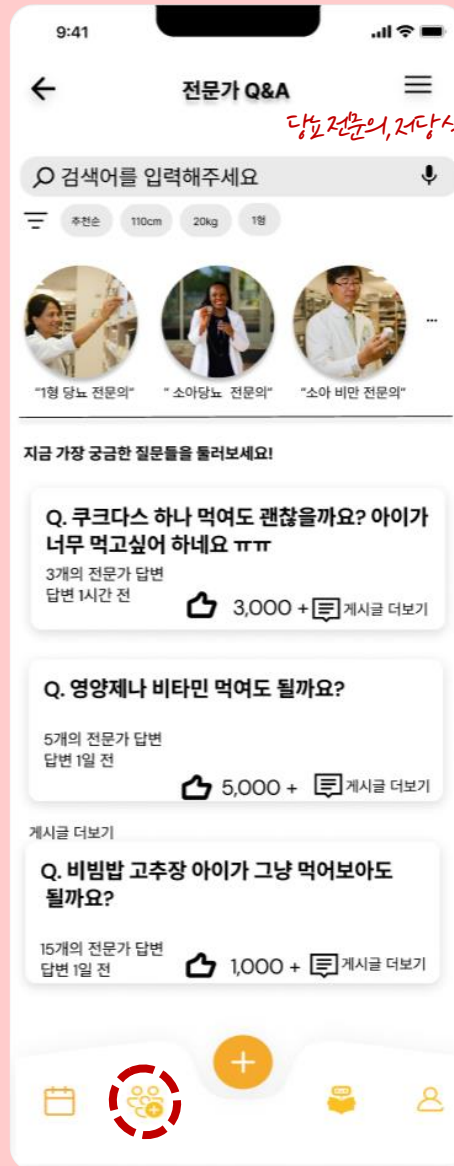 9:41
전문가 Q&A
당뇨전문의,저당식
검색어를 입력해주세요
추천순 110cm 20kg 1형
...
"1형 당뇨 전문의" " 소아당뇨 전문의" "소아 비만 전문의"
지금 가장 궁금한 질문들을 둘러보세요!
Q. 쿠크다스 하나 먹여도 괜찮을까요? 아이가
너무 먹고싶어 하네요 ㅠㅠ
3개의 전문가 답변
답변 1시간 전
3,000 + 게시글 더보기
Q. 영양제나 비타민 먹여도 될까요?
5개의 전문가 답변
답변 1일 전
5,000 + 게시글 더보기
게시글 더보기
Q. 비빔밥 고추장 아이가 그냥 먹어보아도
될까요?
15개의 전문가 답변
답변 1일 전
1,000 + 게시글 더보기